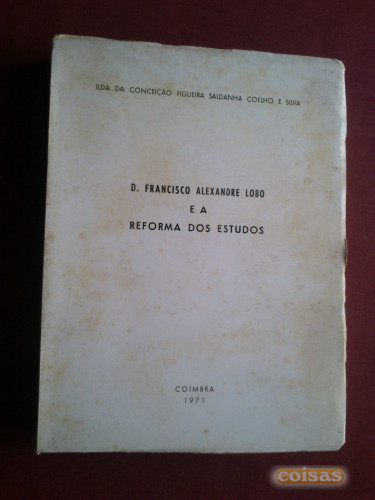 ILDA DA CONCEIÇÃO FIGUEIRA SALDANHA COELHO E SILVA
D. FRANCISCO ALEXANDRE LOBO
E A
REFORMA DOS ESTUDOS
COIMBRA
1971
coisas